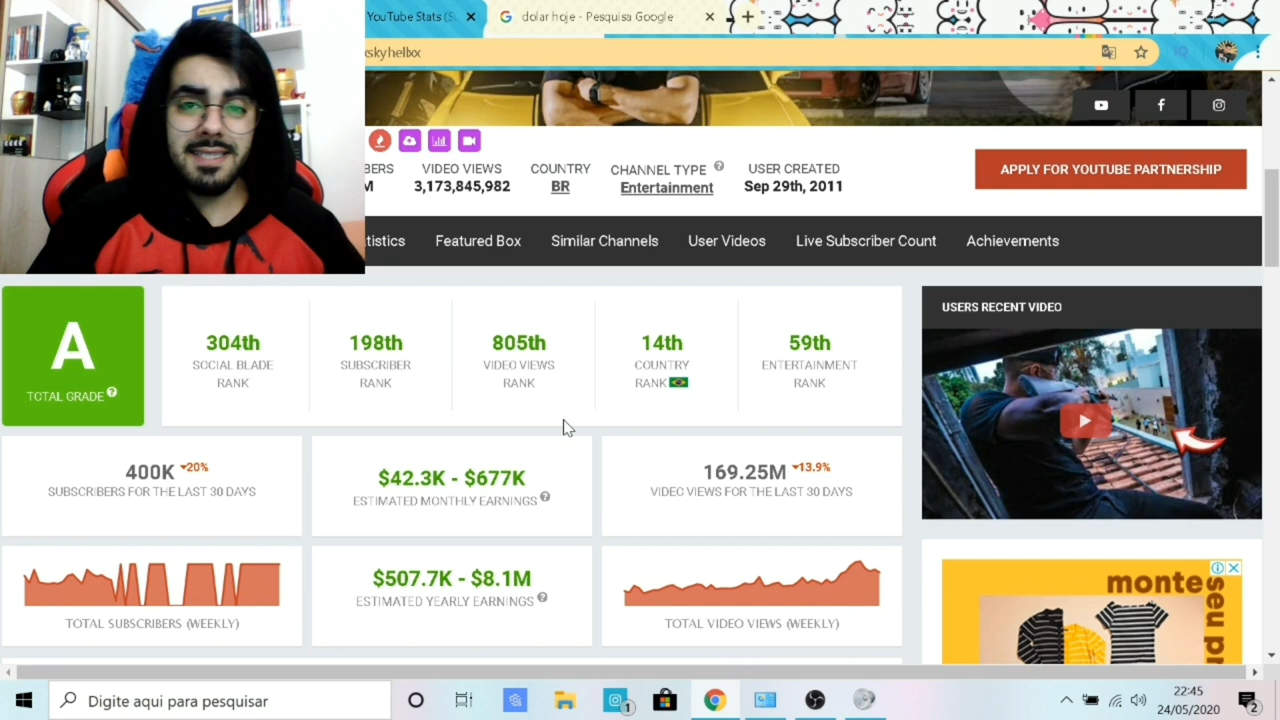 YouTube Stats (S
dolar hoje - Pesquisa Google
skyhellxx
BERS
M
VIDEO VIEWS
3,173,845,982
COUNTRY
BR
CHANNEL TYPE
Entertainment
USER CREATED
Sep 29th, 2011
APPLY FOR YOUTUBE PARTNERSHIP
tistics
Featured Box
Similar Channels
User Videos
Live Subscriber Count
Achievements
A
TOTAL GRADE
304th
SOCIAL BLADE
RANK
198th
SUBSCRIBER
RANK
805th
VIDEO VIEWS
RANK
14th
COUNTRY
RANK
59th
ENTERTAINMENT
RANK
USERS RECENT VIDEO
400K 20%
SUBSCRIBERS FOR THE LAST 30 DAYS
$42.3K - $677K
ESTIMATED MONTHLY EARNINGS
169.25M 13.9%
VIDEO VIEWS FOR THE LAST 30 DAYS
TOTAL SUBSCRIBERS (WEEKLY)
$507.7K - $8.1M
ESTIMATED YEARLY EARNINGS
TOTAL VIDEO VIEWS (WEEKLY)
montes
seu pr
Digite aqui para pesquisar
1
22:45
24/05/2020
2